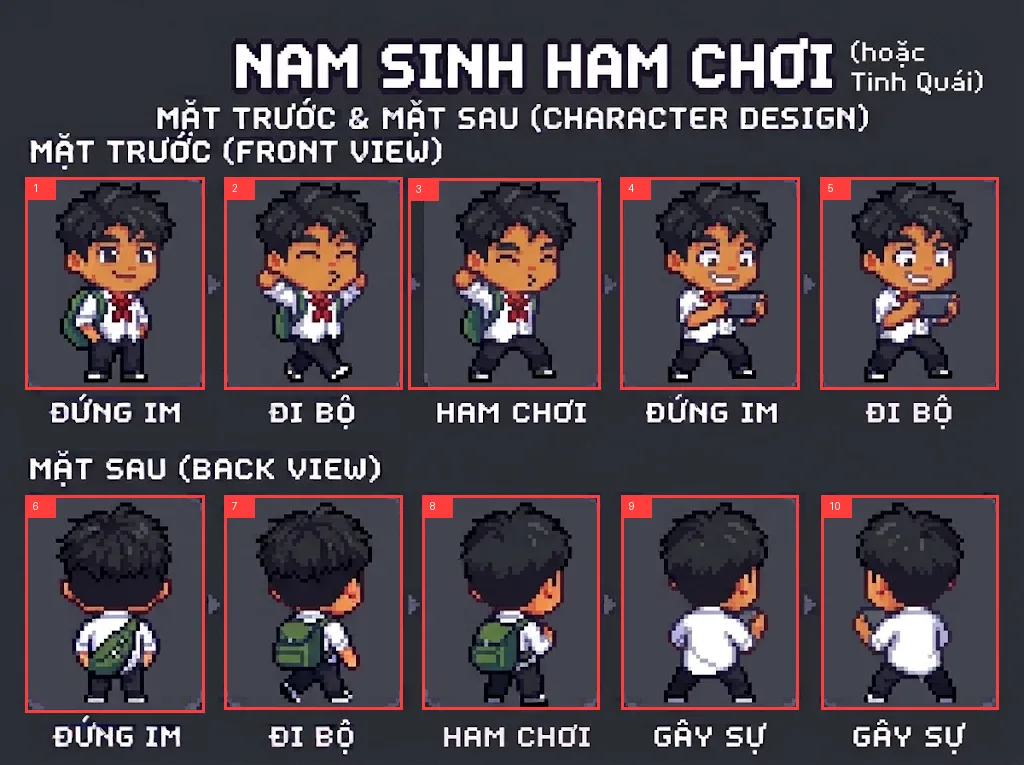 NAM SINH HAM CHƠI (hoặc
Tinh Quái)
MẶT TRƯỚC & MẶT SAU (CHARACTER DESIGN)
MẶT TRƯỚC (FRONT VIEW)
1 2 3 4 5
ĐỨNG IM ĐI BỘ HAM CHƠI ĐỨNG IM ĐI BỘ
MẶT SAU (BACK VIEW)
6 7 8 9 10
ĐỨNG IM ĐI BỘ HAM CHƠI GÂY SỰ GÂY SỰ